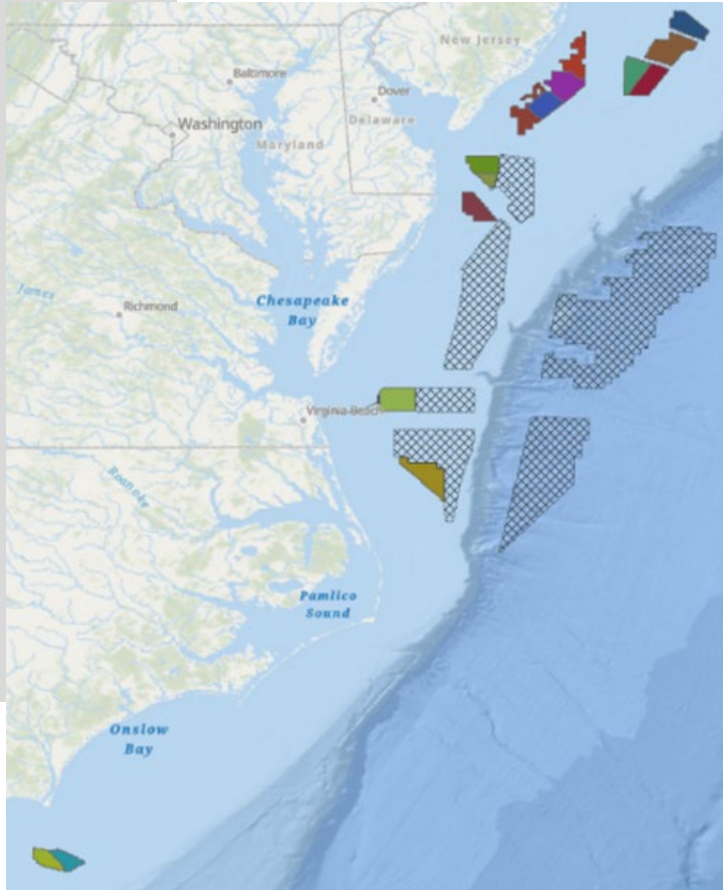 New Jersey
Baltimore
Dover
Washington
Delaware
Maryland
James
Chesapeake
Bay
Richmond
Virginia Beach
Roanoke
Pamlico
Sound
Onslow
Bay